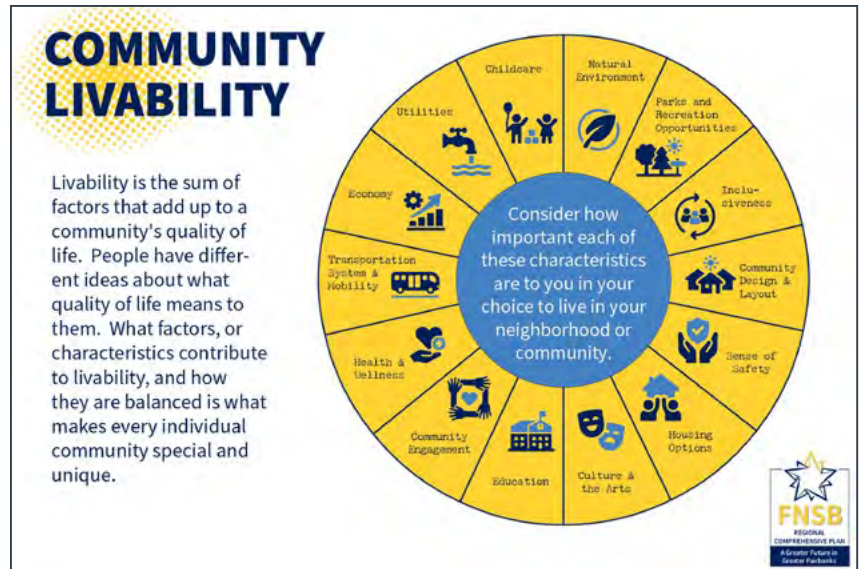 COMMUNITY
LIVABILITY
Livability is the sum of
factors that add up to a
community's quality of
life. People have differ-
ent ideas about what
quality of life means to
them. What factors, or
characteristics contribute
to livability, and how
they are balanced is what
makes every individual
community special and
unique.
Childcare
Natural
Environment
Parks and
Recreation
Opportunities
Inclu-
siveness
Community
Design &
Layout
Sense of
Safety
Housing
Options
Culture &
the Arts
Education
Community
Engagement
Health &
Wellness
Transportation
System &
Mobility
Economy
Utilities
Consider how
important each of
these characteristics
are to you in your
choice to live in your
neighborhood or
community.
FNSB
REGIONAL
COMPREHENSIVE PLAN
A Greater Future in
Greater Fairbanks